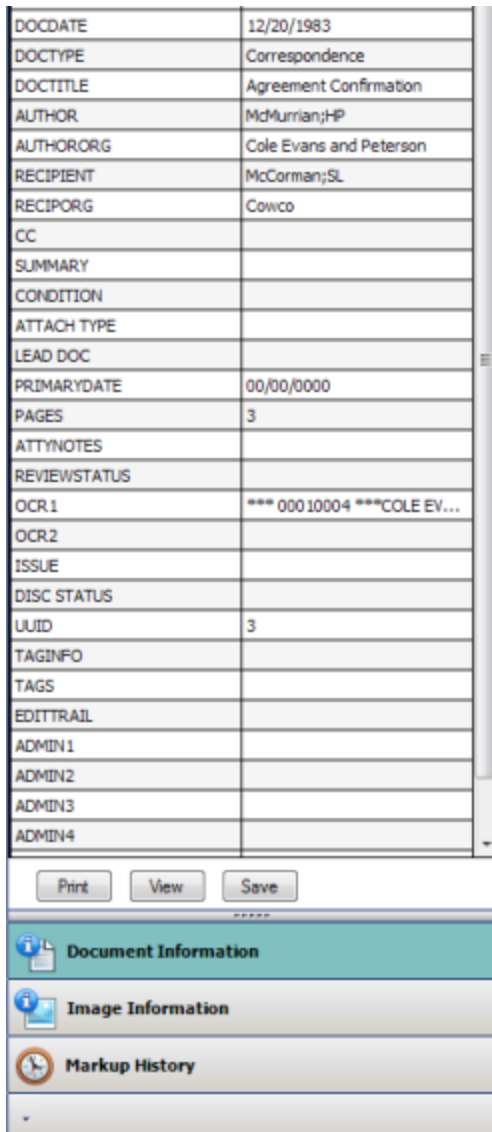 DOCDATE 12/20/1983
DOCTYPE Correspondence
DOCTITLE Agreement Confirmation
AUTHOR McMurrian;HP
AUTHORORG Cole Evans and Peterson
RECIPIENT McCorman;SL
RECIPORG Cowco
CC
SUMMARY
CONDITION
ATTACH TYPE
LEAD DOC
PRIMARYDATE 00/00/0000
PAGES 3
ATTYNOTES
REVIEWSTATUS
OCR1 *** 00010004 ***COLE EV...
OCR2
ISSUE
DISC STATUS
UUID 3
TAGINFO
TAGS
EDITTRAIL
ADMIN1
ADMIN2
ADMIN3
ADMIN4
Print View Save
Document Information
Image Information
Markup History